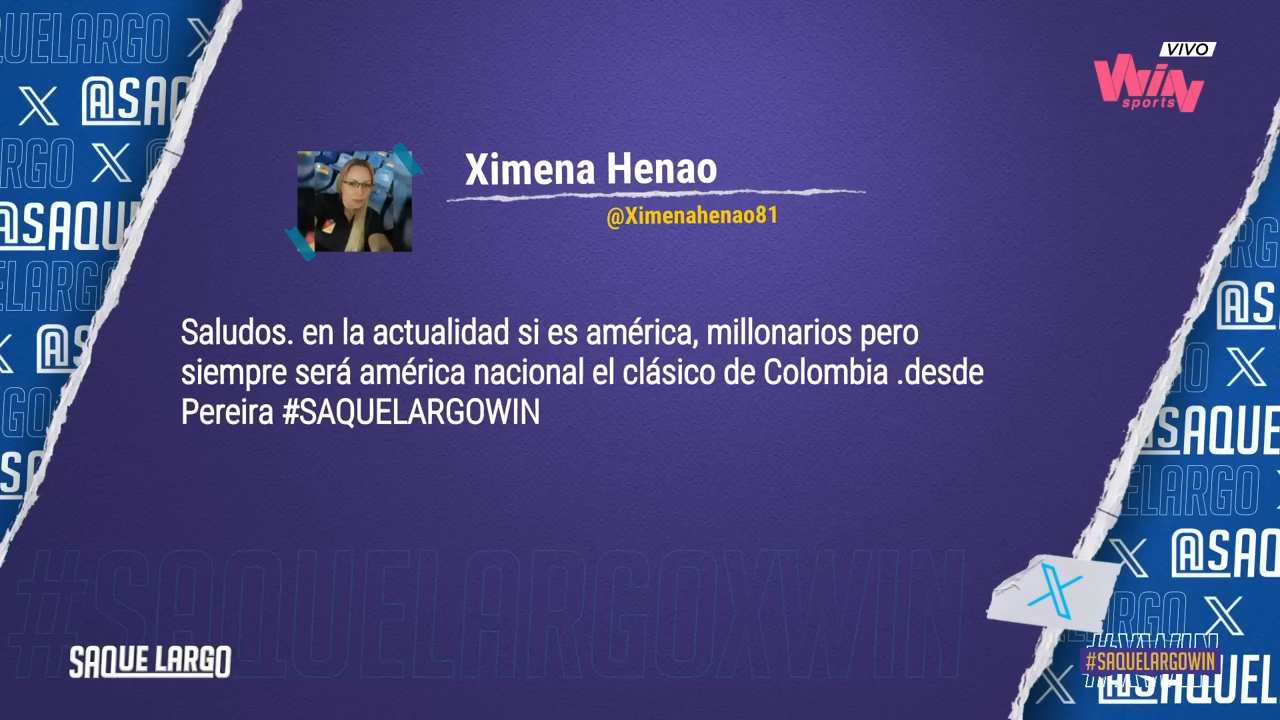 VIVO
WIN
sports
Ximena Henao
@Ximenahenao81
Saludos. en la actualidad si es américa, millonarios pero
siempre será américa nacional el clásico de Colombia .desde
Pereira #SAQUELARGOWIN
#SAQUELARGOXWIN
SAQUE LARGO
#SAQUELARGOWIN